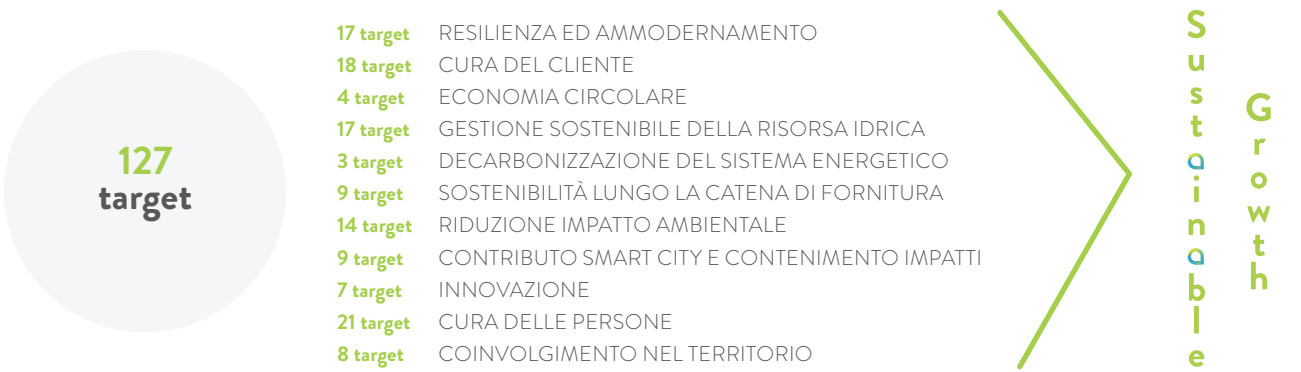 127
target
17 target RESILIENZA ED AMMODERNAMENTO
18 target CURA DEL CLIENTE
4 target ECONOMIA CIRCOLARE
17 target GESTIONE SOSTENIBILE DELLA RISORSA IDRICA
3 target DECARBONIZZAZIONE DEL SISTEMA ENERGETICO
9 target SOSTENIBILITÀ LUNGO LA CATENA DI FORNITURA
14 target RIDUZIONE IMPATTO AMBIENTALE
9 target CONTRIBUTO SMART CITY E CONTENIMENTO IMPATTI
7 target INNOVAZIONE
21 target CURA DELLE PERSONE
8 target COINVOLGIMENTO NEL TERRITORIO
Sustainable
Growth